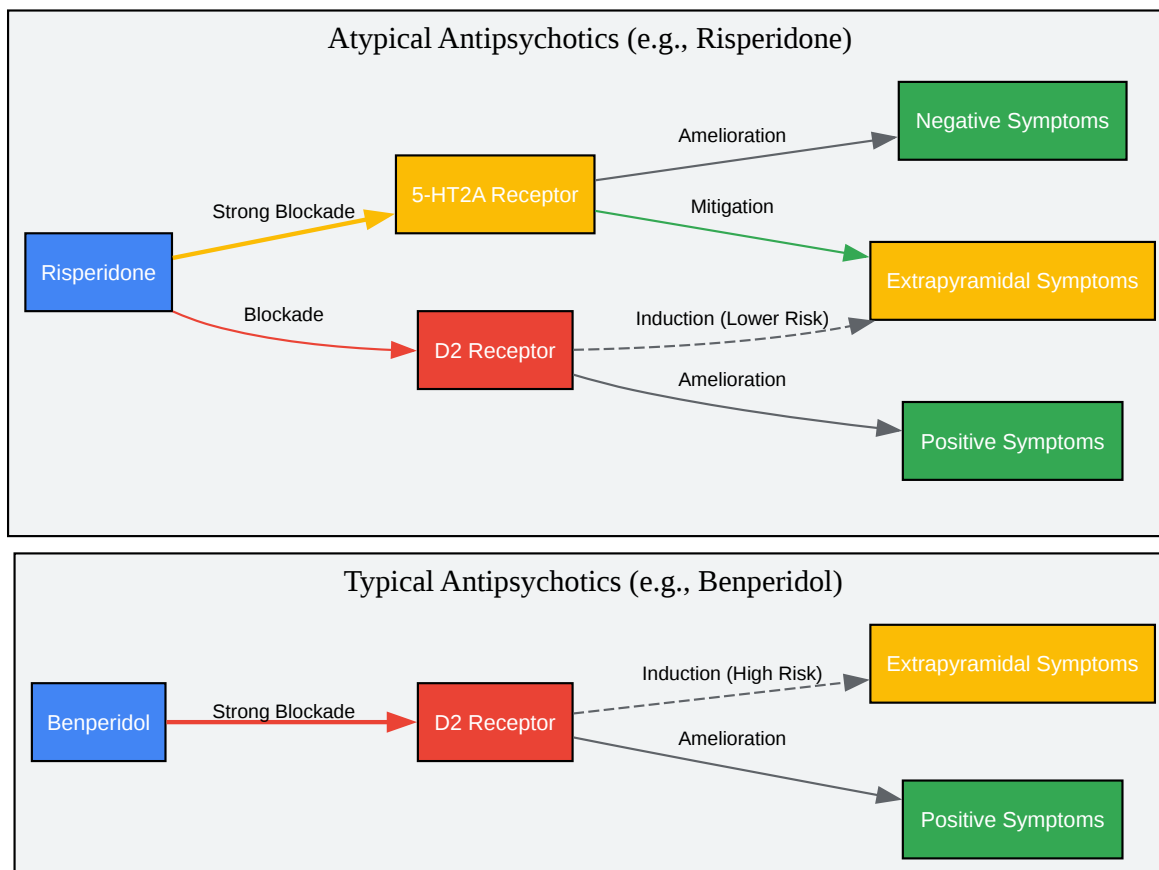 Atypical Antipsychotics (e.g., Risperidone)
Negative Symptoms
Amelioration
5-HT2A Receptor
Strong Blockade
Mitigation
Risperidone
Extrapyramidal Symptoms
Blockade
Induction (Lower Risk)
D2 Receptor
Amelioration
Positive Symptoms
Typical Antipsychotics (e.g., Benperidol)
Extrapyramidal Symptoms
Induction (High Risk)
Benperidol
Strong Blockade
D2 Receptor
Amelioration
Positive Symptoms